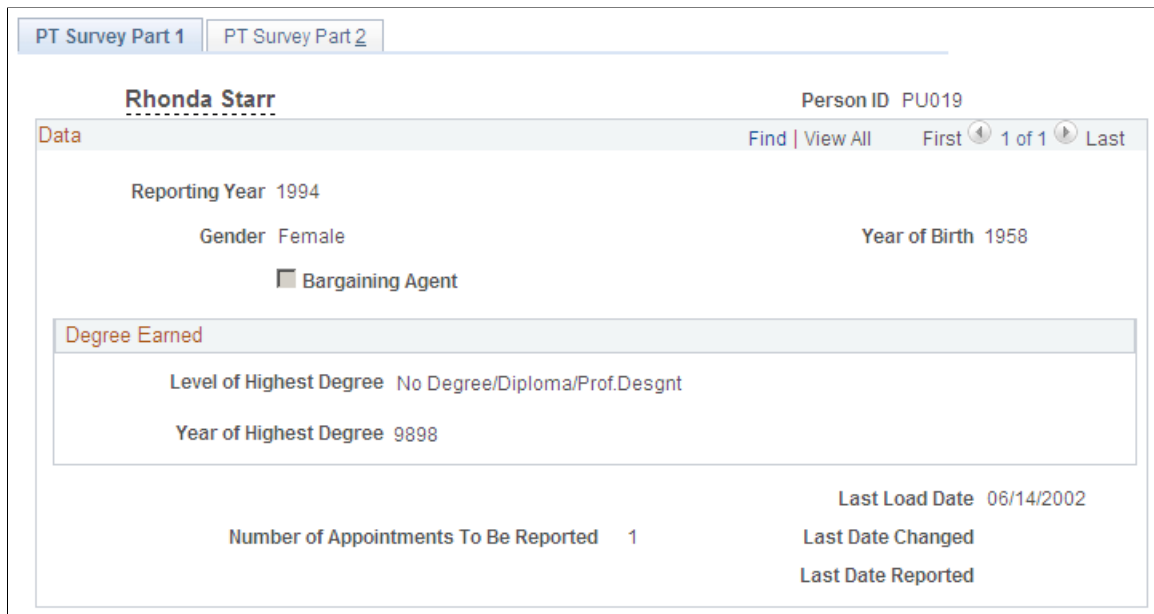 PT Survey Part 1 PT Survey Part 2
Rhonda Starr Person ID PU019
Data Find | View All First 1 of 1 Last
Reporting Year 1994
Gender Female Year of Birth 1958
Bargaining Agent
Degree Earned
Level of Highest Degree No Degree/Diploma/Prof.Desgnt
Year of Highest Degree 9898
Last Load Date 06/14/2002
Number of Appointments To Be Reported 1 Last Date Changed
Last Date Reported